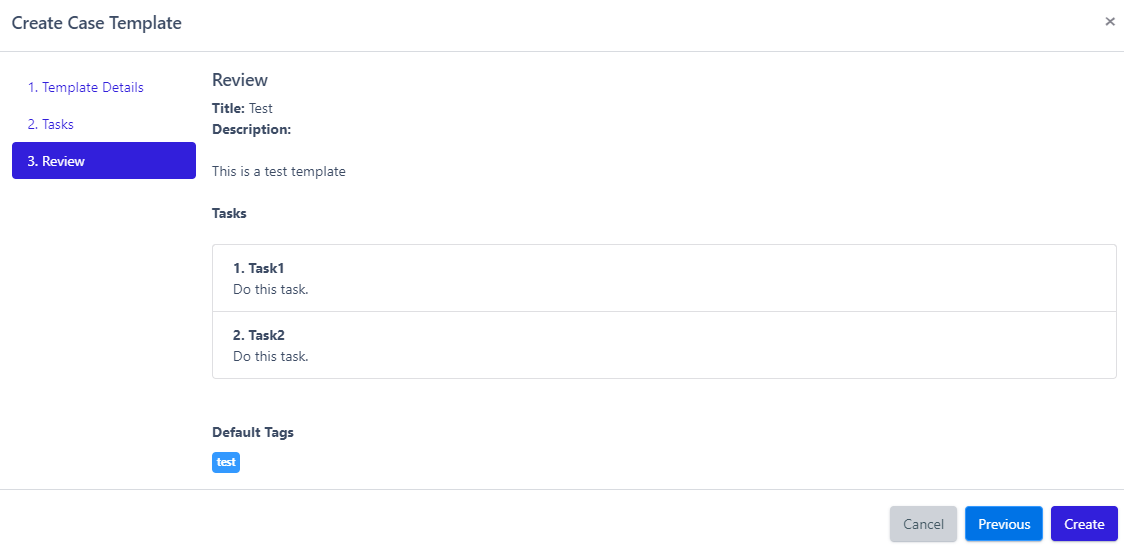 Create Case Template
×
1. Template Details
2. Tasks
3. Review
Review
Title: Test
Description:
This is a test template
Tasks
1. Task1
Do this task.
2. Task2
Do this task.
Default Tags
test
Cancel
Previous
Create